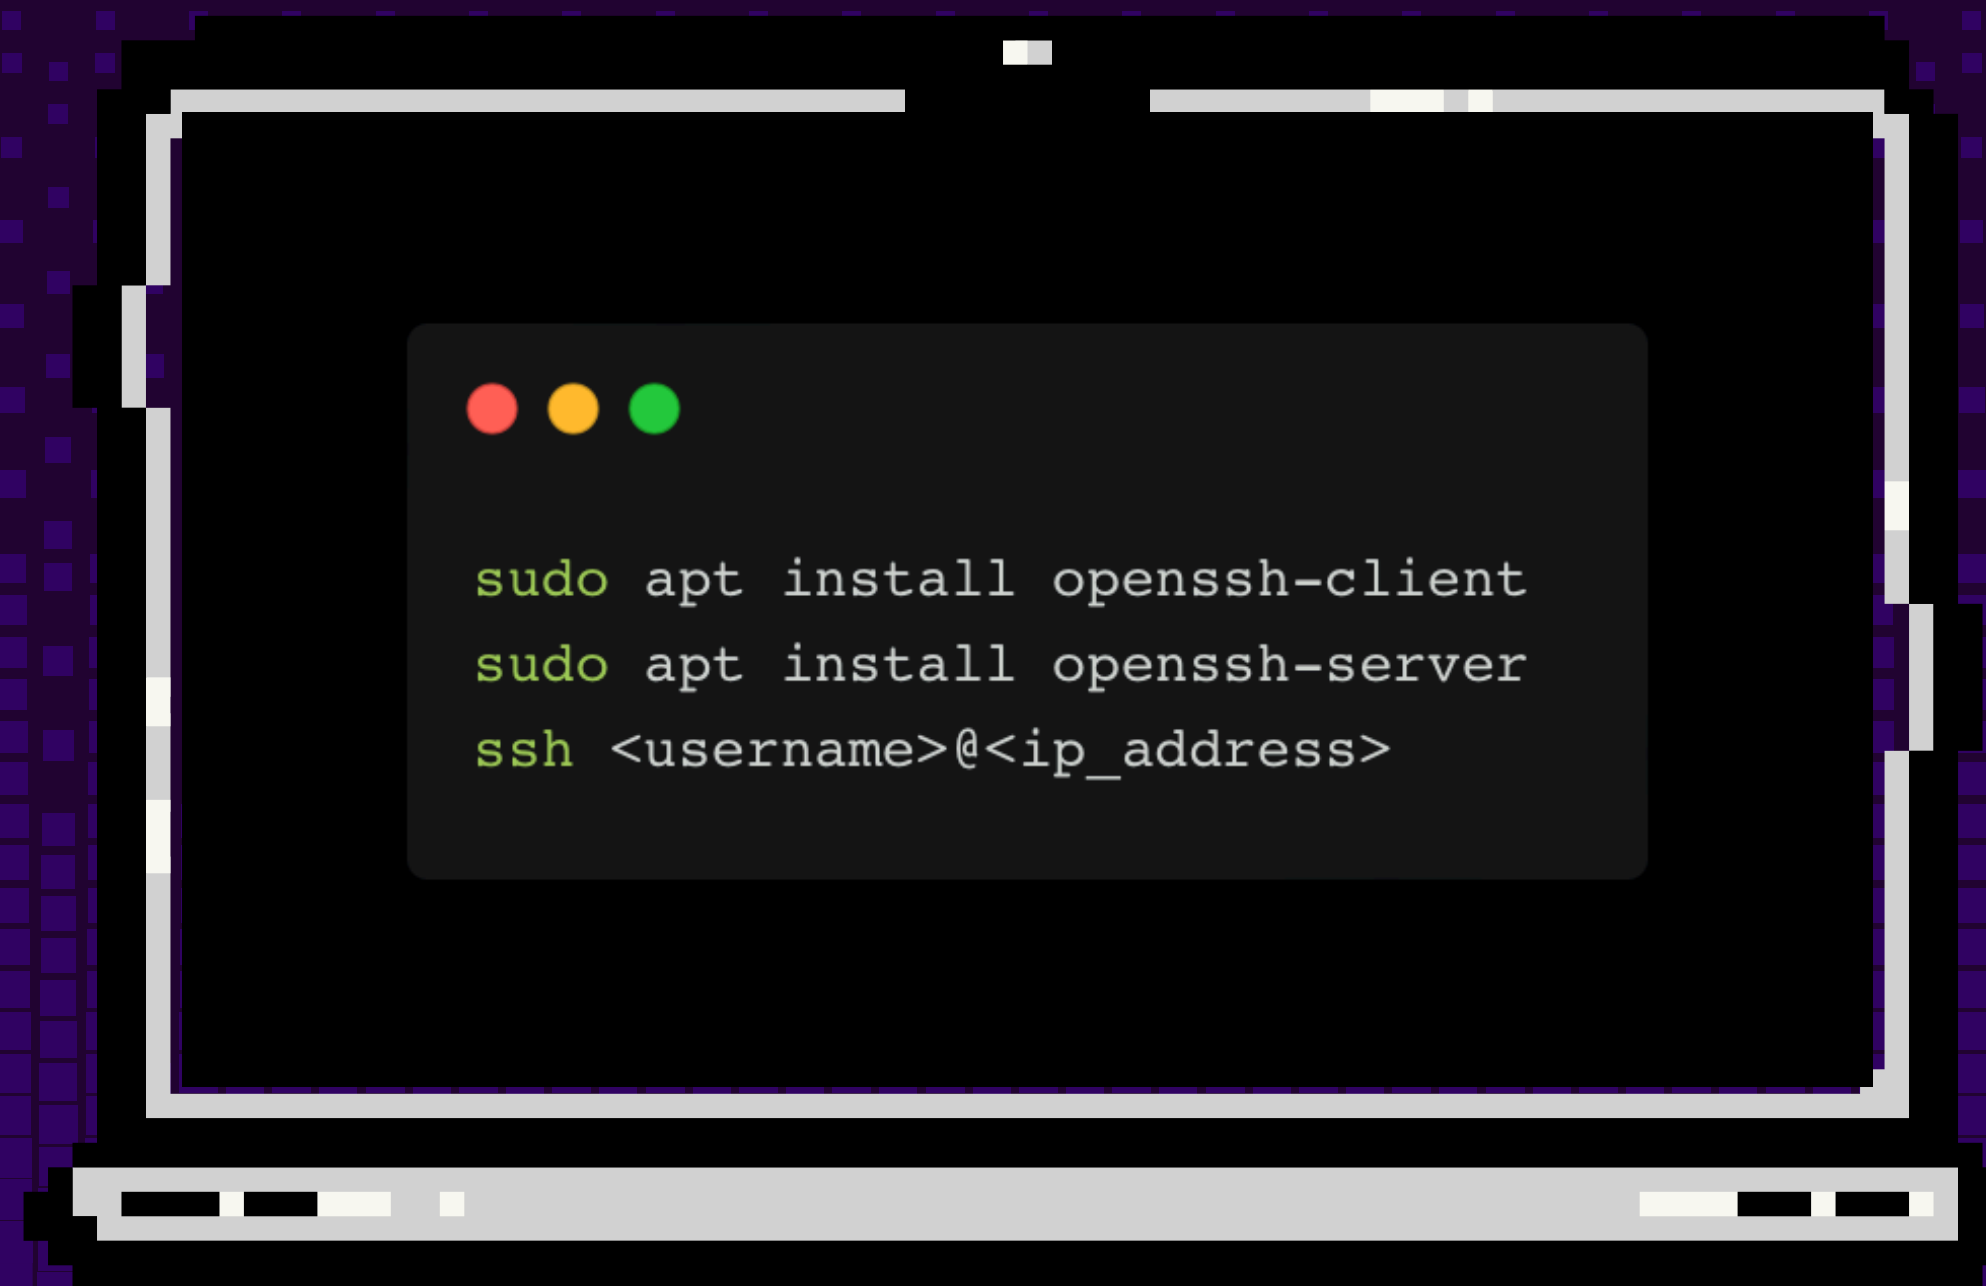 sudo apt install openssh-client
sudo apt install openssh-server
ssh <username>@<ip_address>